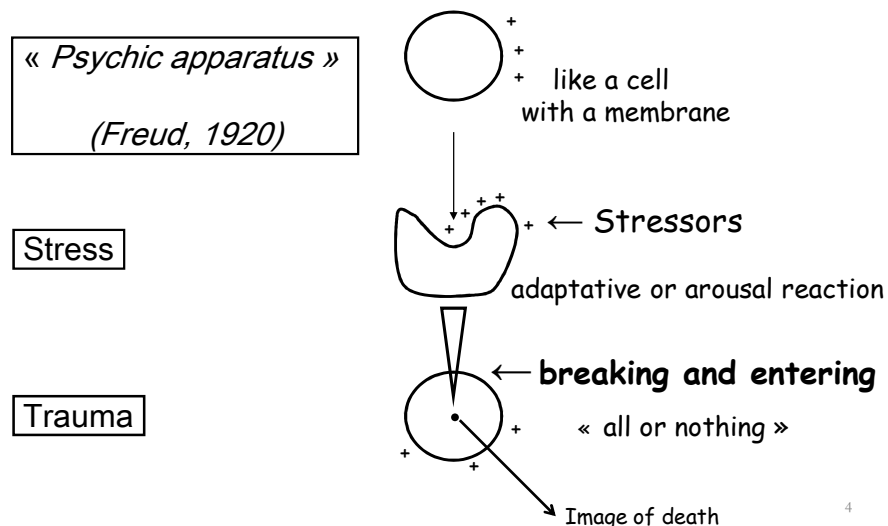 « Psychic apparatus »
(Freud, 1920)
+
+
+
like a cell
with a membrane
Stress
+ + + +
+ ← Stressors
adaptative or arousal reaction
Trauma
← breaking and entering
+ « all or nothing »
+ +
Image of death
4